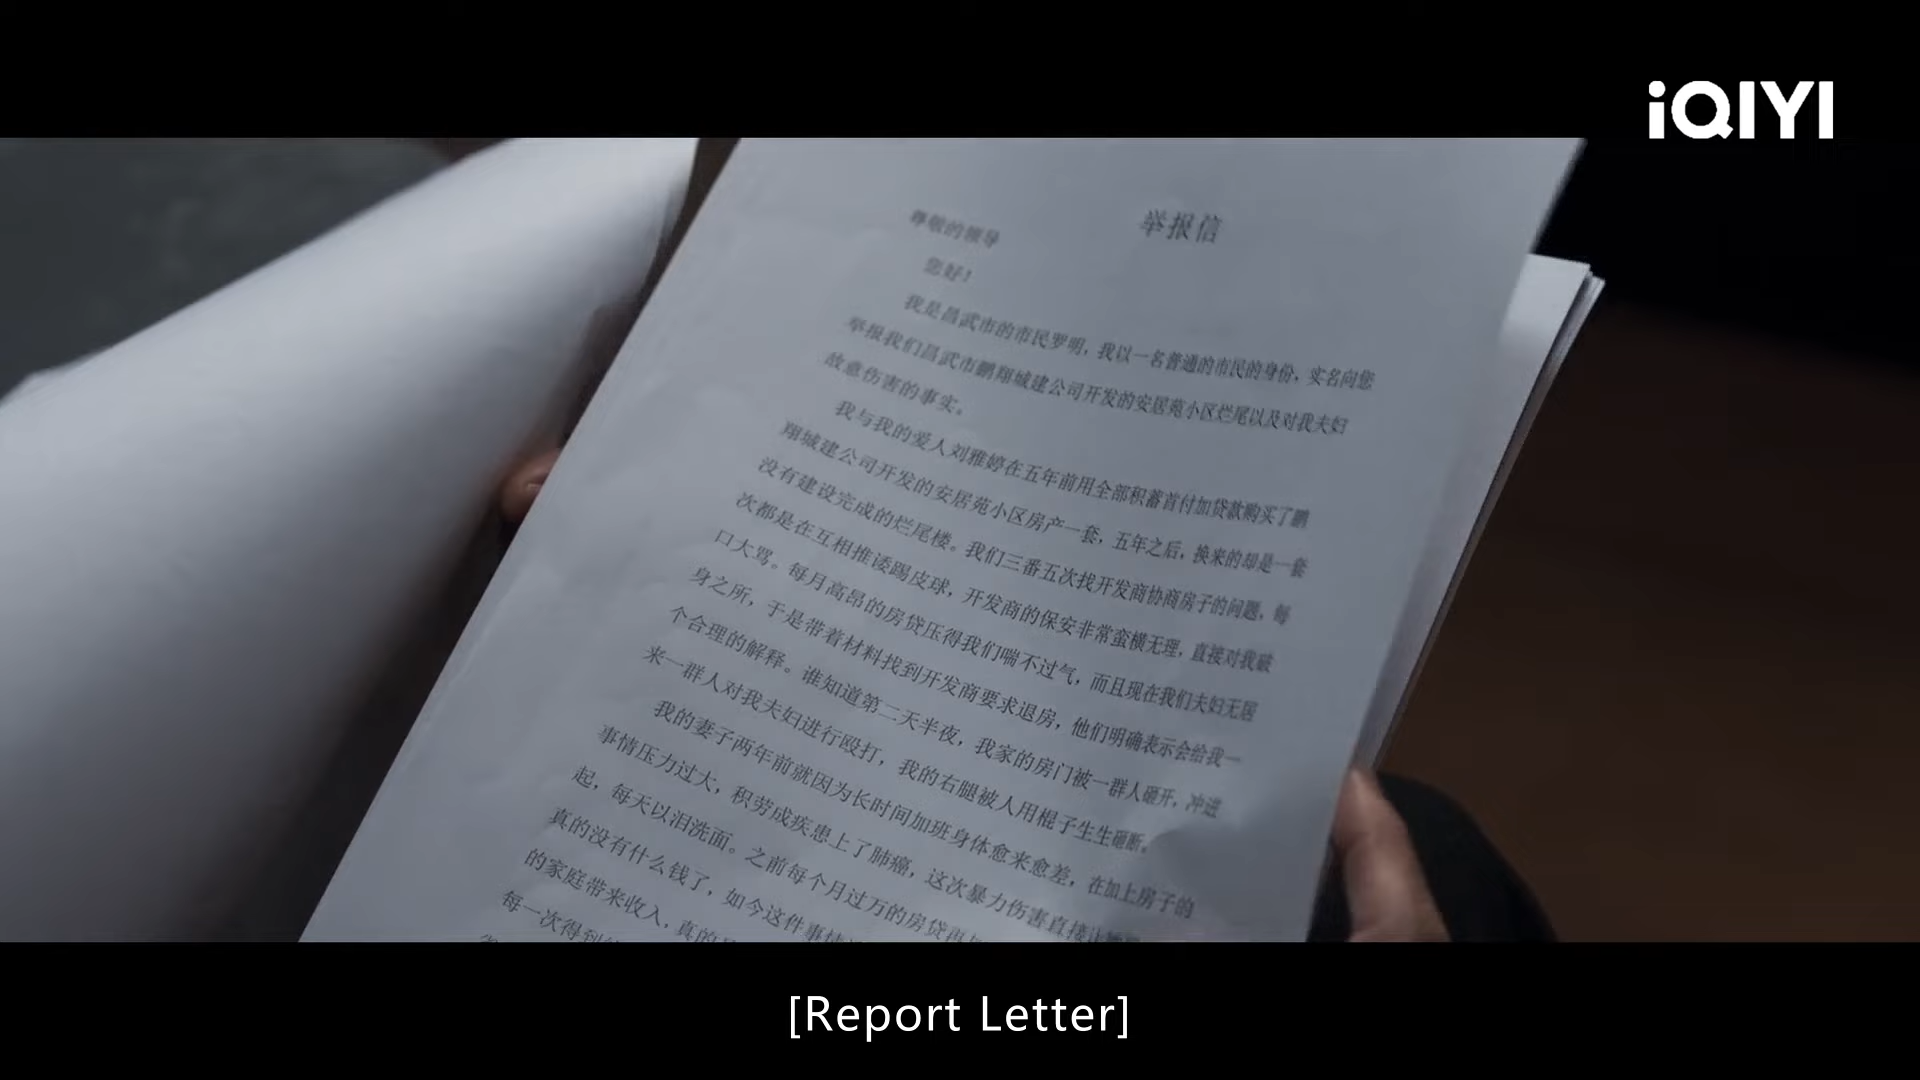 iQIYI
举报信
尊敬的领导
您好！
我是昌武市的市民罗明，我以一名普通的市民的身份，实名向您
举报我们昌武市鹏翔城建公司开发的安居苑小区烂尾以及对我夫妇
故意伤害的事实。
我与我的爱人刘雅婷在五年前用全部积蓄首付加贷款购买了鹏
翔城建公司开发的安居苑小区房产一套，五年之后，换来的却是一套
没有建设完成的烂尾楼。我们三番五次找开发商协商房子的问题，每
次都是在互相推诿踢皮球，开发商的保安非常蛮横无理，直接对我破
口大骂。每月高昂的房贷压得我们喘不过气，而且现在我们夫妇无居
身之所，于是带着材料找到开发商要求退房，他们明确表示会给我一
个合理的解释。谁知道第二天半夜，我家的房门被一群人砸开，冲进
来一群人对我夫妇进行殴打，我的右腿被人用棍子生生砸断。
我的妻子两年前就因为长时间加班身体愈来愈差，在加上房子的
事情压力过大，积劳成疾患上了肺癌，这次暴力伤害直接让她
起，每天以泪洗面。之前每个月过万的房贷再
真的没有什么钱了，如今这件事情
的家庭带来收入，真的
每一次得到
[Report Letter]